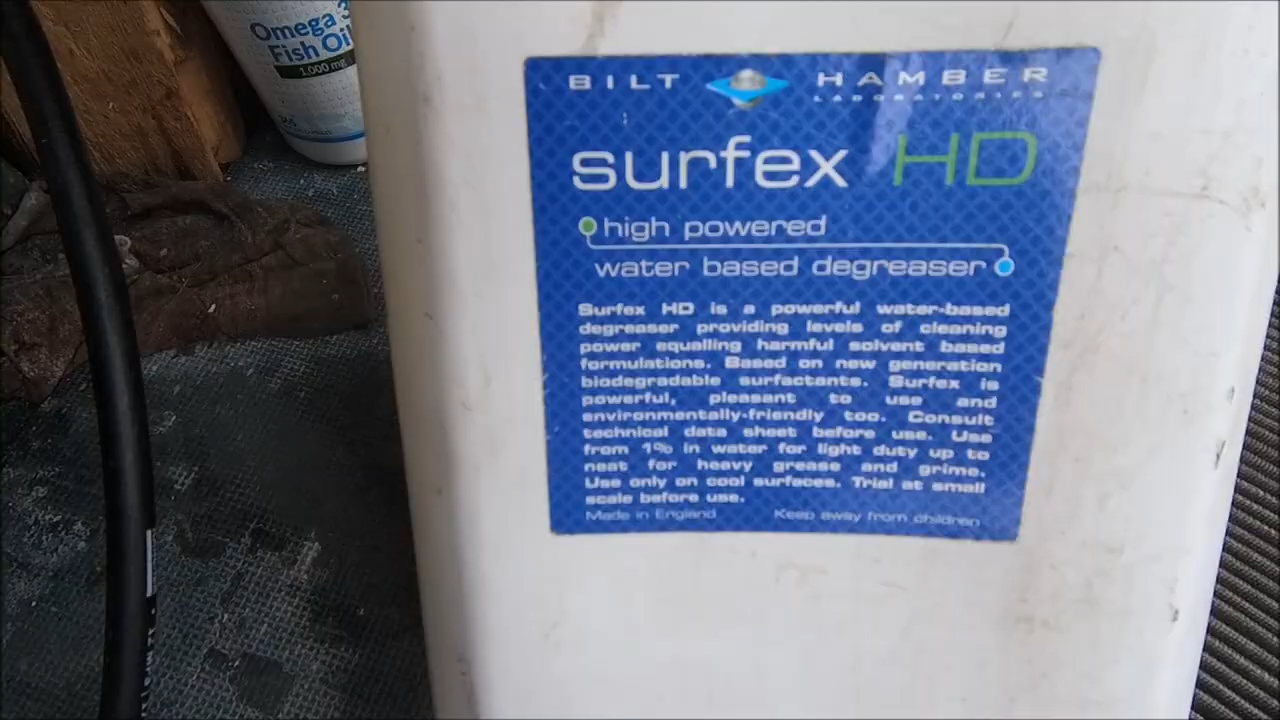 Omega 3
Fish Oil
1,000 mg
BILT HAMBER
LABORATORIES
surfex HD
high powered
water based degreaser
Surfex HD is a powerful water-based
degreaser providing levels of cleaning
power equalling harmful solvent based
formulations. Based on new generation
biodegradable surfactants. Surfex is
powerful, pleasant to use and
environmentally-friendly too. Consult
technical data sheet before use. Use
from 1% in water for light duty up to
neat for heavy grease and grime.
Use only on cool surfaces. Trial at small
scale before use.
Made in England Keep away from children